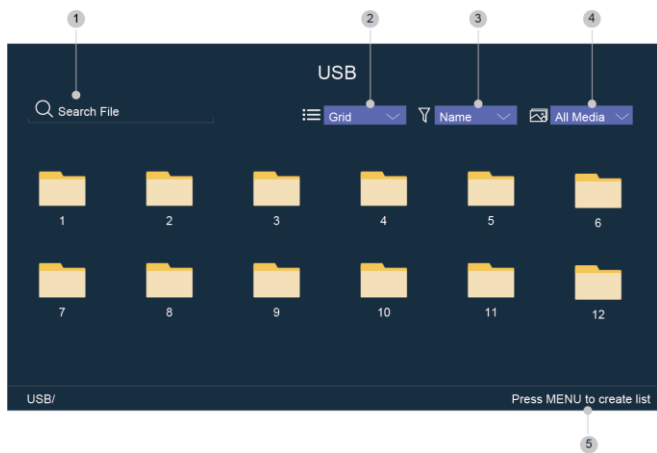 1 2 3 4
USB
Search File Grid Name All Media
1 2 3 4 5 6
7 8 9 10 11 12
USB/ Press MENU to create list
5